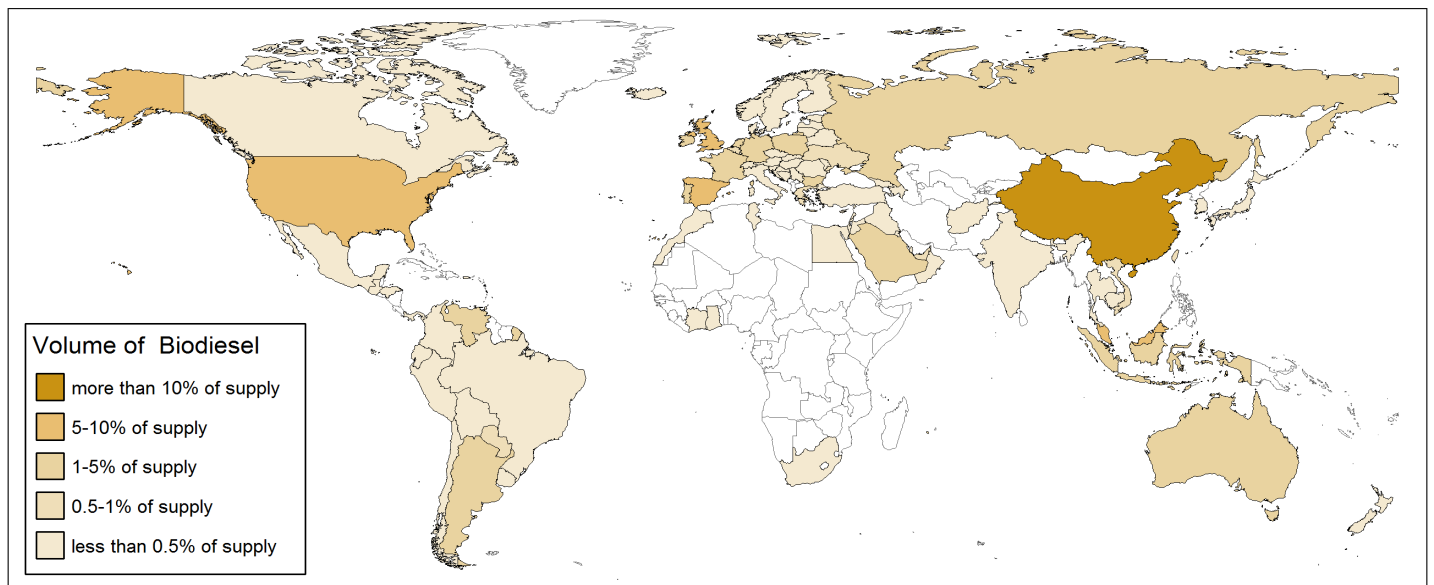 Volume of Biodiesel
more than 10% of supply
5-10% of supply
1-5% of supply
0.5-1% of supply
less than 0.5% of supply